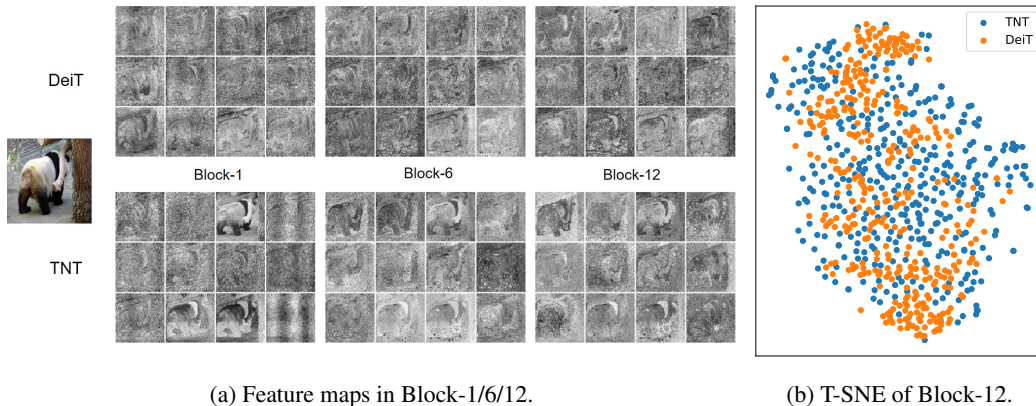 DeiT
Block-1
Block-6
Block-12
TNT
TNT
DeiT
(a) Feature maps in Block-1/6/12.
(b) T-SNE of Block-12.